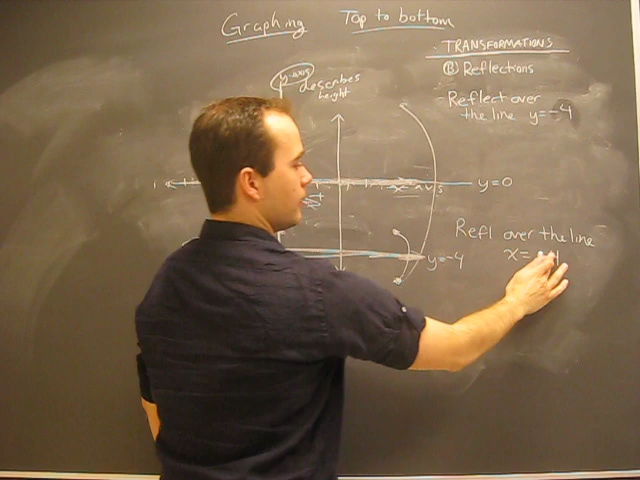 Graphing Top to bottom
TRANSFORMATIONS
B Reflections
y-axis describes
height
Reflect over
the line y=-4
x-axis
y=0
Refl over the line
x=
y=-4